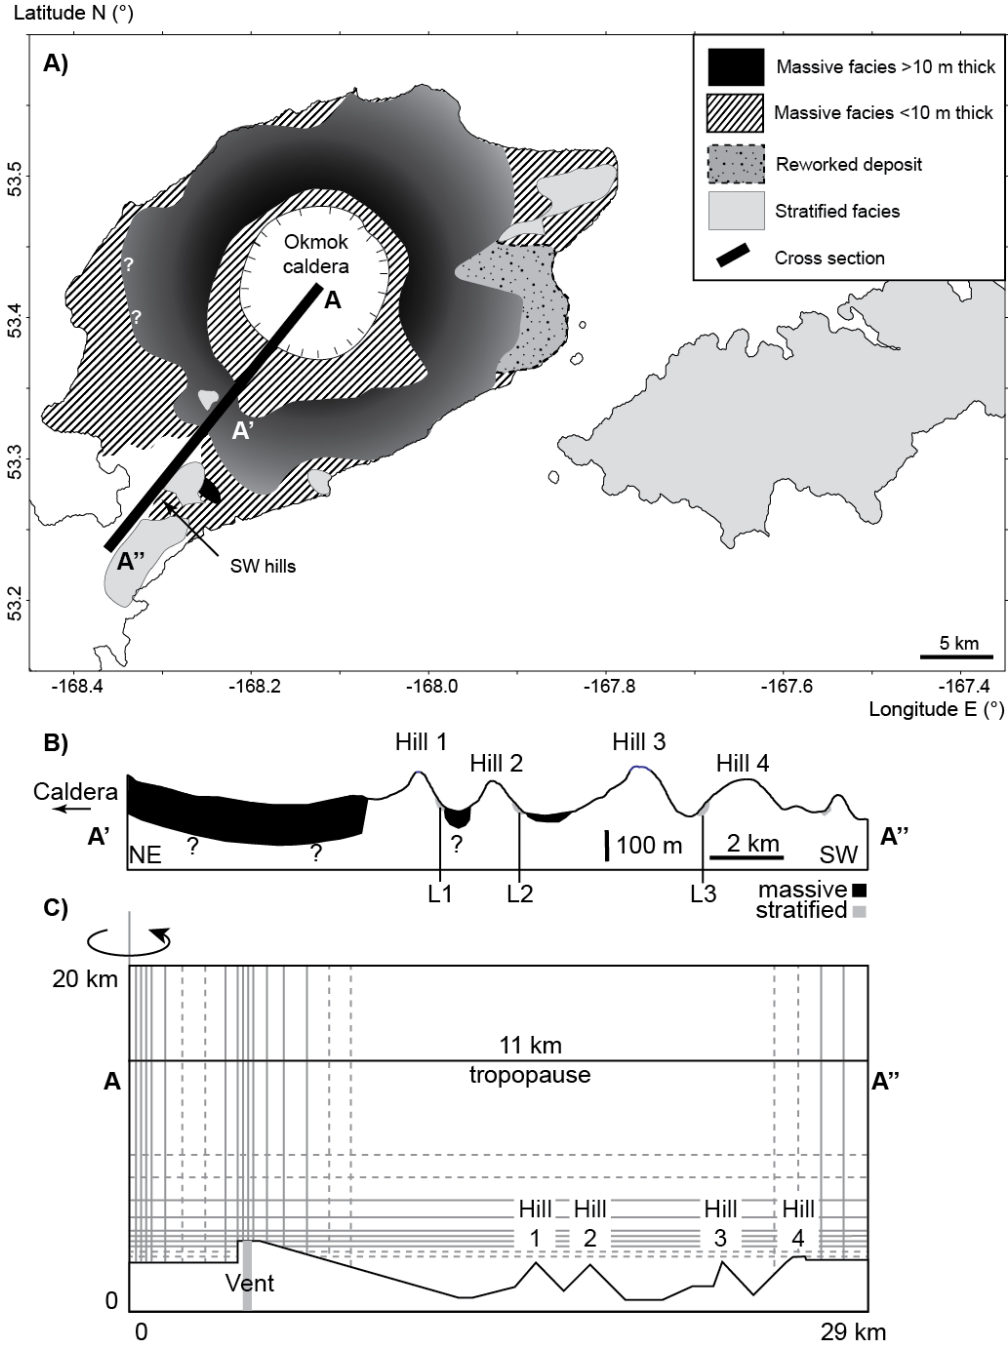 Latitude N (°)
A)
Massive facies >10 m thick
Massive facies <10 m thick
Reworked deposit
Stratified facies
Cross section
53.5
53.4
53.3
53.2
Okmok
caldera
A
?
?
A'
A"
SW hills
5 km
-168.4
-168.2
-168.0
-167.8
-167.6
-167.4
Longitude E (°)
B)
Hill 1
Hill 2
Hill 3
Hill 4
Caldera
A'
NE
?
?
?
100 m
2 km
SW
A"
L1
L2
L3
massive
stratified
C)
20 km
11 km
tropopause
A
A"
Hill
1
Hill
2
Hill
3
Hill
4
Vent
0
0
29 km